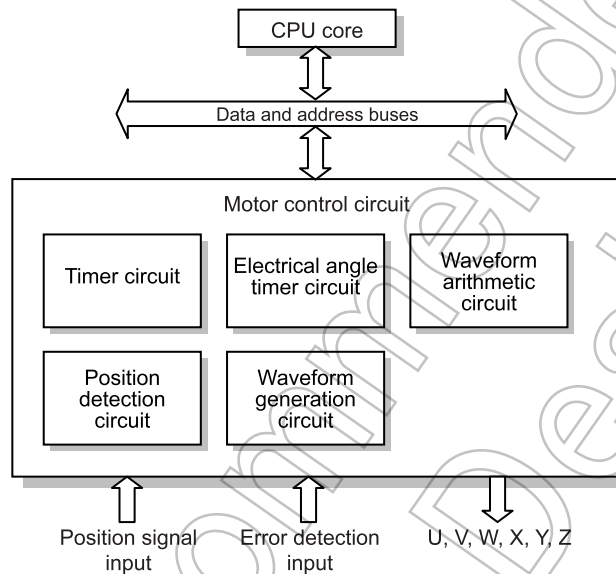 CPU core
Data and address buses
Motor control circuit
Timer circuit
Electrical angle
timer circuit
Waveform
arithmetic
circuit
Position
detection
circuit
Waveform
generation
circuit
Position signal
input
Error detection
input
U, V, W, X, Y, Z